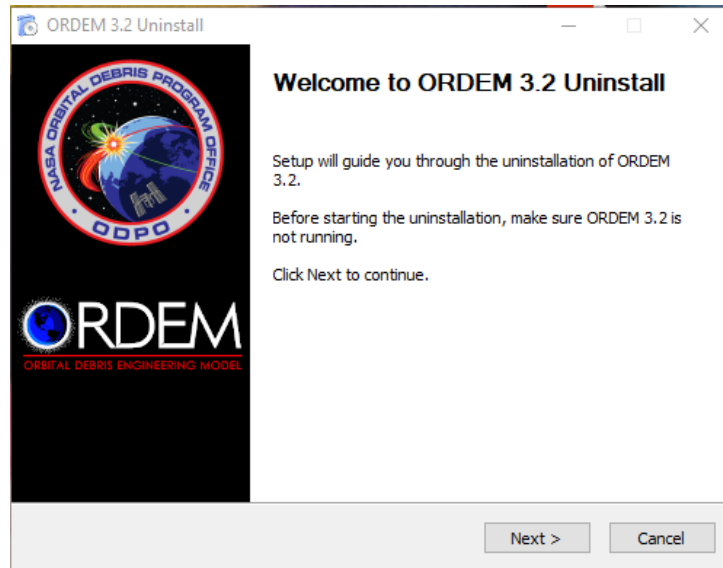 ORDEM 3.2 Uninstall
NASA ORBITAL DEBRIS PROGRAM OFFICE
ODPO
ORDEM
ORBITAL DEBRIS ENGINEERING MODEL
Welcome to ORDEM 3.2 Uninstall
Setup will guide you through the uninstallation of ORDEM
3.2.
Before starting the uninstallation, make sure ORDEM 3.2 is
not running.
Click Next to continue.
Next >
Cancel